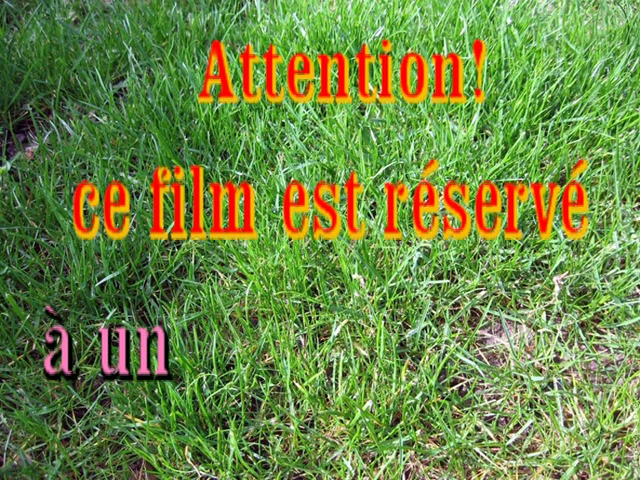 Attention!
ce film est réservé
à un